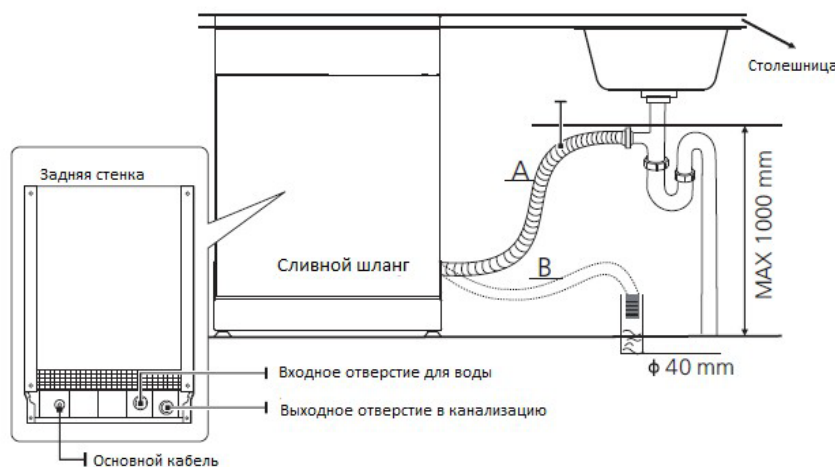 Столешница
Задняя стенка
A
MAX 1000 mm
Сливной шланг
B
ϕ 40 mm
Входное отверстие для воды
Выходное отверстие в канализацию
Основной кабель